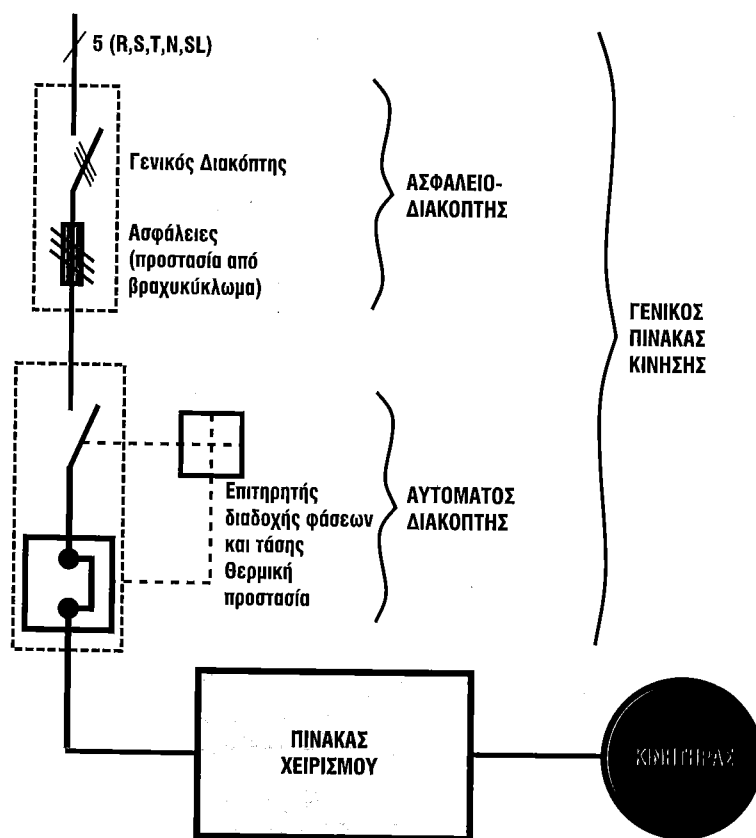 5 (R,S,T,N,SL)
Γενικός Διακόπτης
Ασφάλειες
(προστασία από
βραχυκύκλωμα)
ΑΣΦΑΛΕΙΟ-
ΔΙΑΚΟΠΤΗΣ
ΓΕΝΙΚΟΣ
ΠΙΝΑΚΑΣ
ΚΙΝΗΣΗΣ
Επιτηρητής
διαδοχής φάσεων
και τάσης
Θερμική
προστασία
ΑΥΤΟΜΑΤΟΣ
ΔΙΑΚΟΠΤΗΣ
ΠΙΝΑΚΑΣ
ΧΕΙΡΙΣΜΟΥ
ΚΙΝΗΤΗΡΑΣ